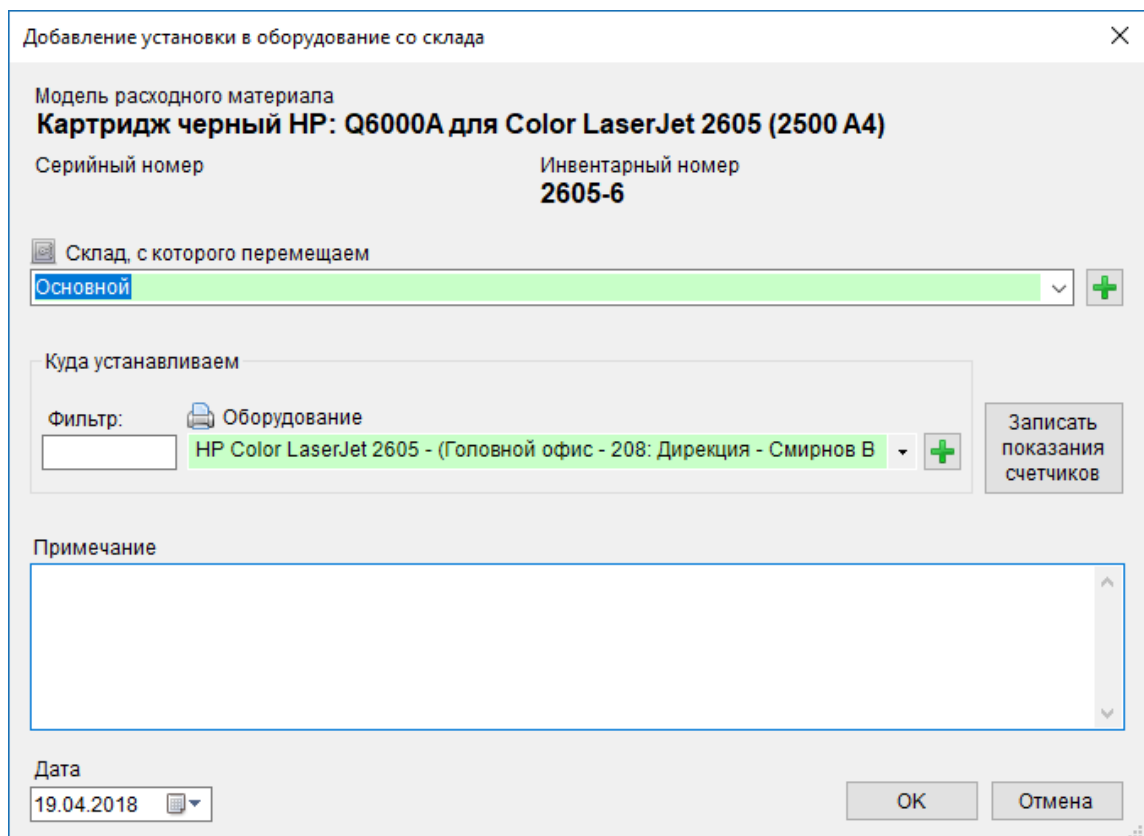 Добавление установки в оборудование со склада
Модель расходного материала
Картридж черный HP: Q6000A для Color LaserJet 2605 (2500 A4)
Серийный номер
Инвентарный номер
2605-6
Склад, с которого перемещаем
Основной
Куда устанавливаем
Фильтр:
Оборудование
HP Color LaserJet 2605 - (Головной офис - 208: Дирекция - Смирнов В
Записать
показания
счетчиков
Примечание
Дата
19.04.2018
OK
Отмена